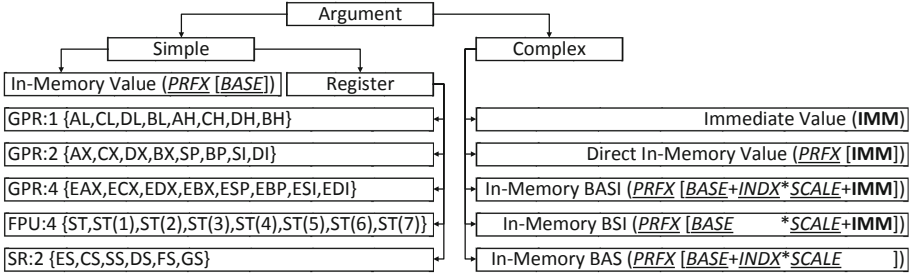 Argument
Simple
Complex
In-Memory Value (PRFX [BASE])
Register
GPR:1 {AL,CL,DL,BL,AH,CH,DH,BH}
Immediate Value (IMM)
GPR:2 {AX,CX,DX,BX,SP,BP,SI,DI}
Direct In-Memory Value (PRFX [IMM])
GPR:4 {EAX,ECX,EDX,EBX,ESP,EBP,ESI,EDI}
In-Memory BASI (PRFX [BASE+INDX*SCALE+IMM])
FPU:4 {ST,ST(1),ST(2),ST(3),ST(4),ST(5),ST(6),ST(7)}
In-Memory BSI (PRFX [BASE *SCALE+IMM])
SR:2 {ES,CS,SS,DS,FS,GS}
In-Memory BAS (PRFX [BASE+INDX*SCALE ])